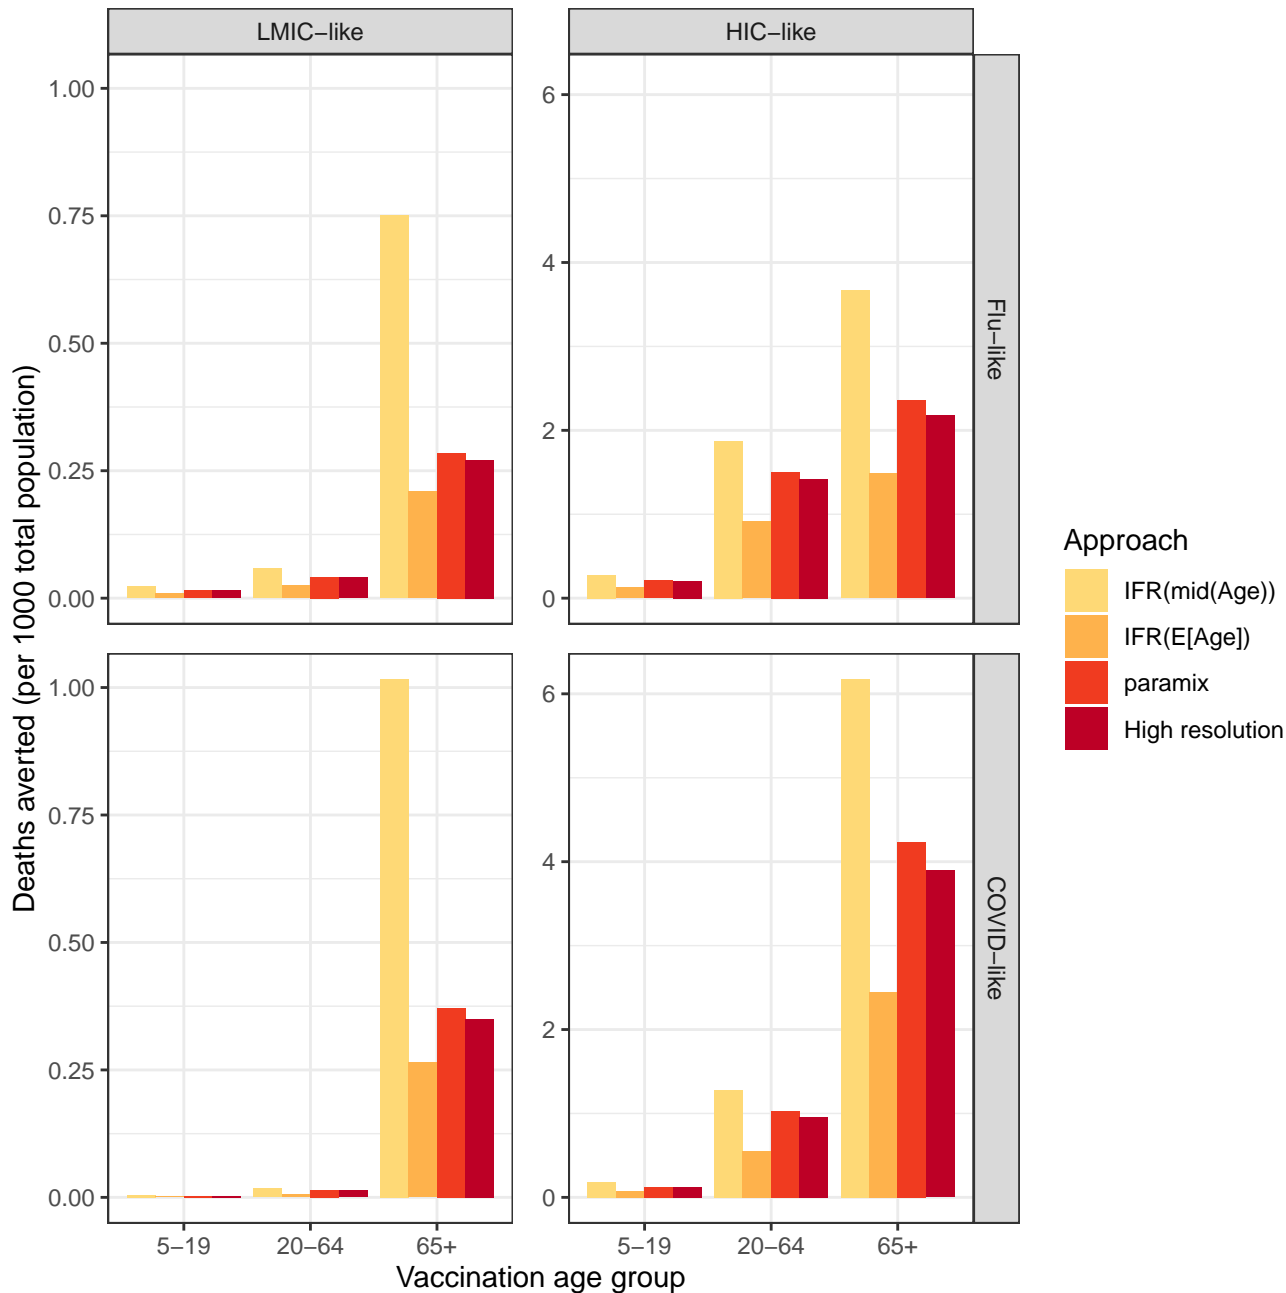 LMIC−like
HIC−like
Deaths averted (per 1000 total population)
1.00
0.75
0.50
0.25
0.00
6
4
2
0
Flu−like
1.00
0.75
0.50
0.25
0.00
6
4
2
0
COVID−like
5−19
20−64
65+
5−19
20−64
65+
Vaccination age group
Approach
IFR(mid(Age))
IFR(E[Age])
paramix
High resolution